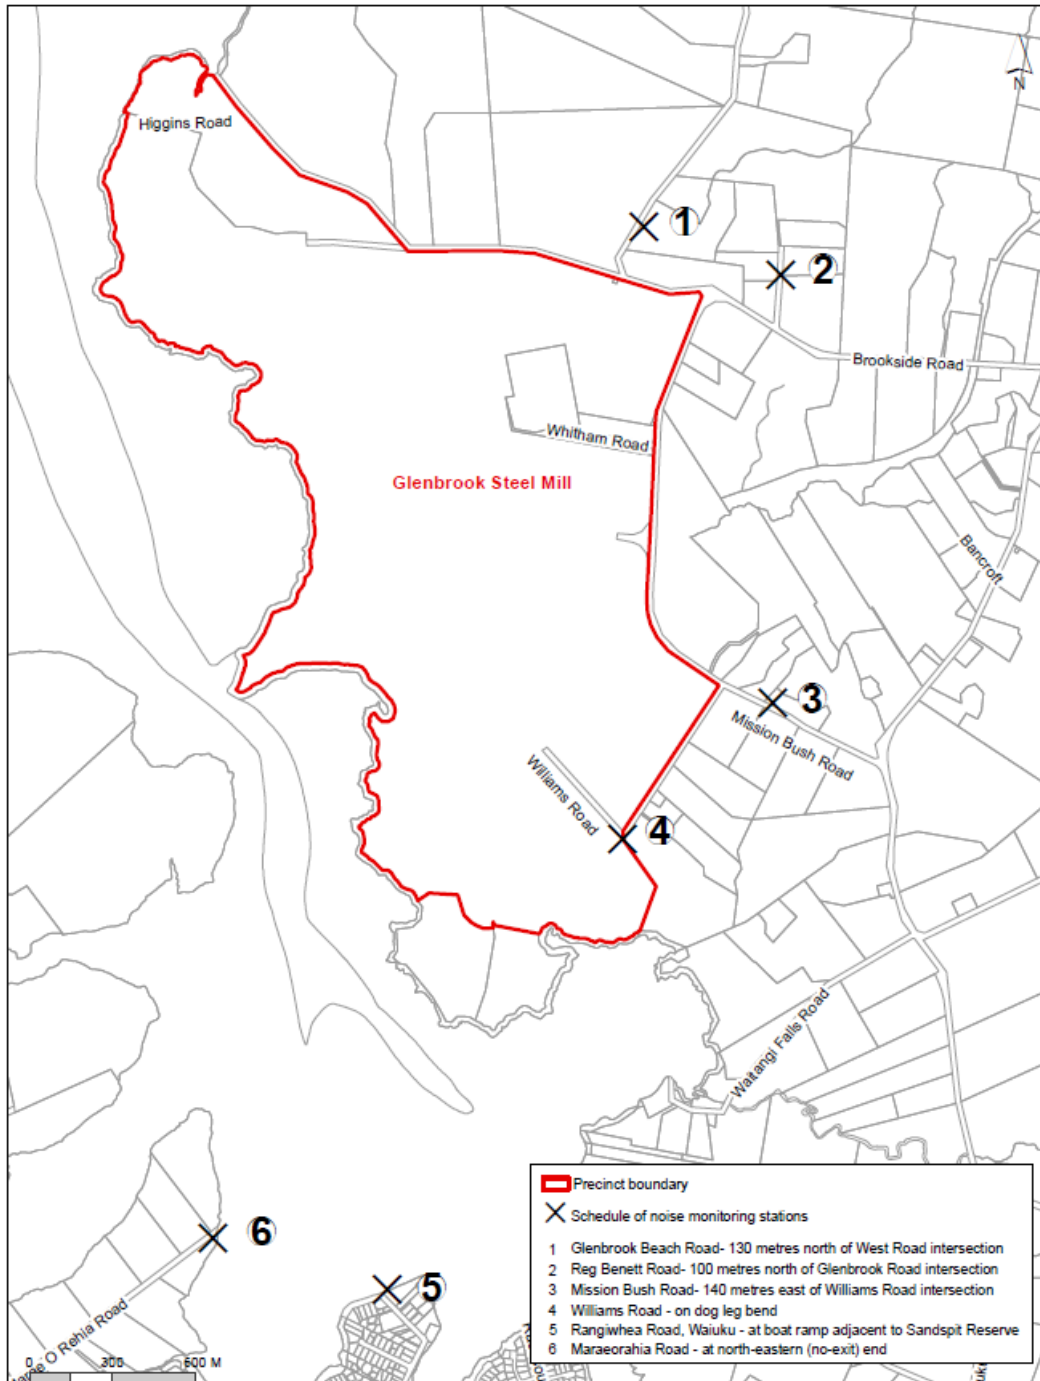 N
Higgins Road
1
2
Brookside Road
Whitham Road
Glenbrook Steel Mill
Bancroft
3
Mission Bush Road
Williams Road
4
Waitangi Falls Road
Precinct boundary
Schedule of noise monitoring stations
1 Glenbrook Beach Road- 130 metres north of West Road intersection
2 Reg Benett Road- 100 metres north of Glenbrook Road intersection
3 Mission Bush Road- 140 metres east of Williams Road intersection
4 Williams Road - on dog leg bend
5 Rangiwhea Road, Waiuku - at boat ramp adjacent to Sandspit Reserve
6 Maraeorahia Road - at north-eastern (no-exit) end
6
5
O Rehia Road
0 300 600 M